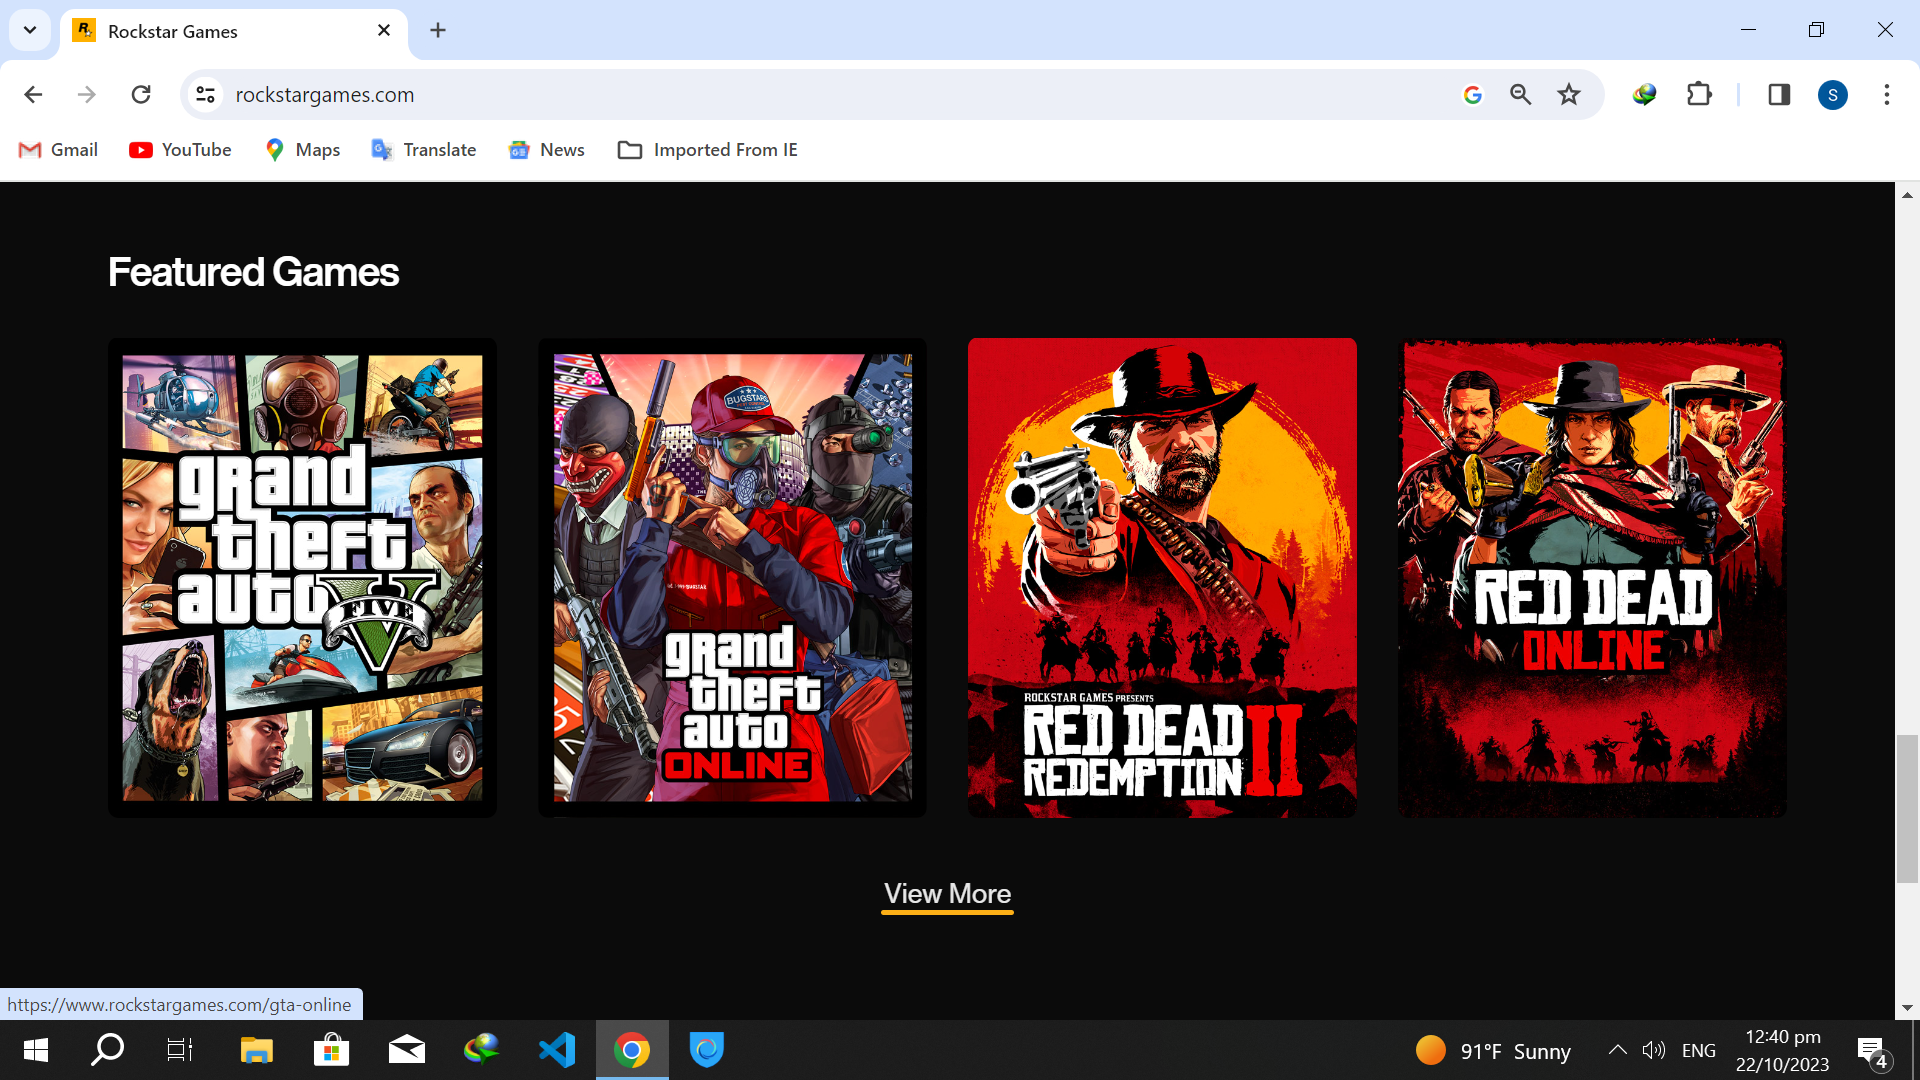 Rockstar Games
rockstargames.com
S
Gmail
YouTube
Maps
Translate
News
Imported From IE
Featured Games
grand
theft
auto
FIVE
BUGSTARS
grand
theft
auto
ONLINE
ROCKSTAR GAMES PRESENTS
RED DEAD
REDEMPTION II
RED DEAD
ONLINE
View More
https://www.rockstargames.com/gta-online
91°F Sunny
ENG
12:40 pm
22/10/2023
4